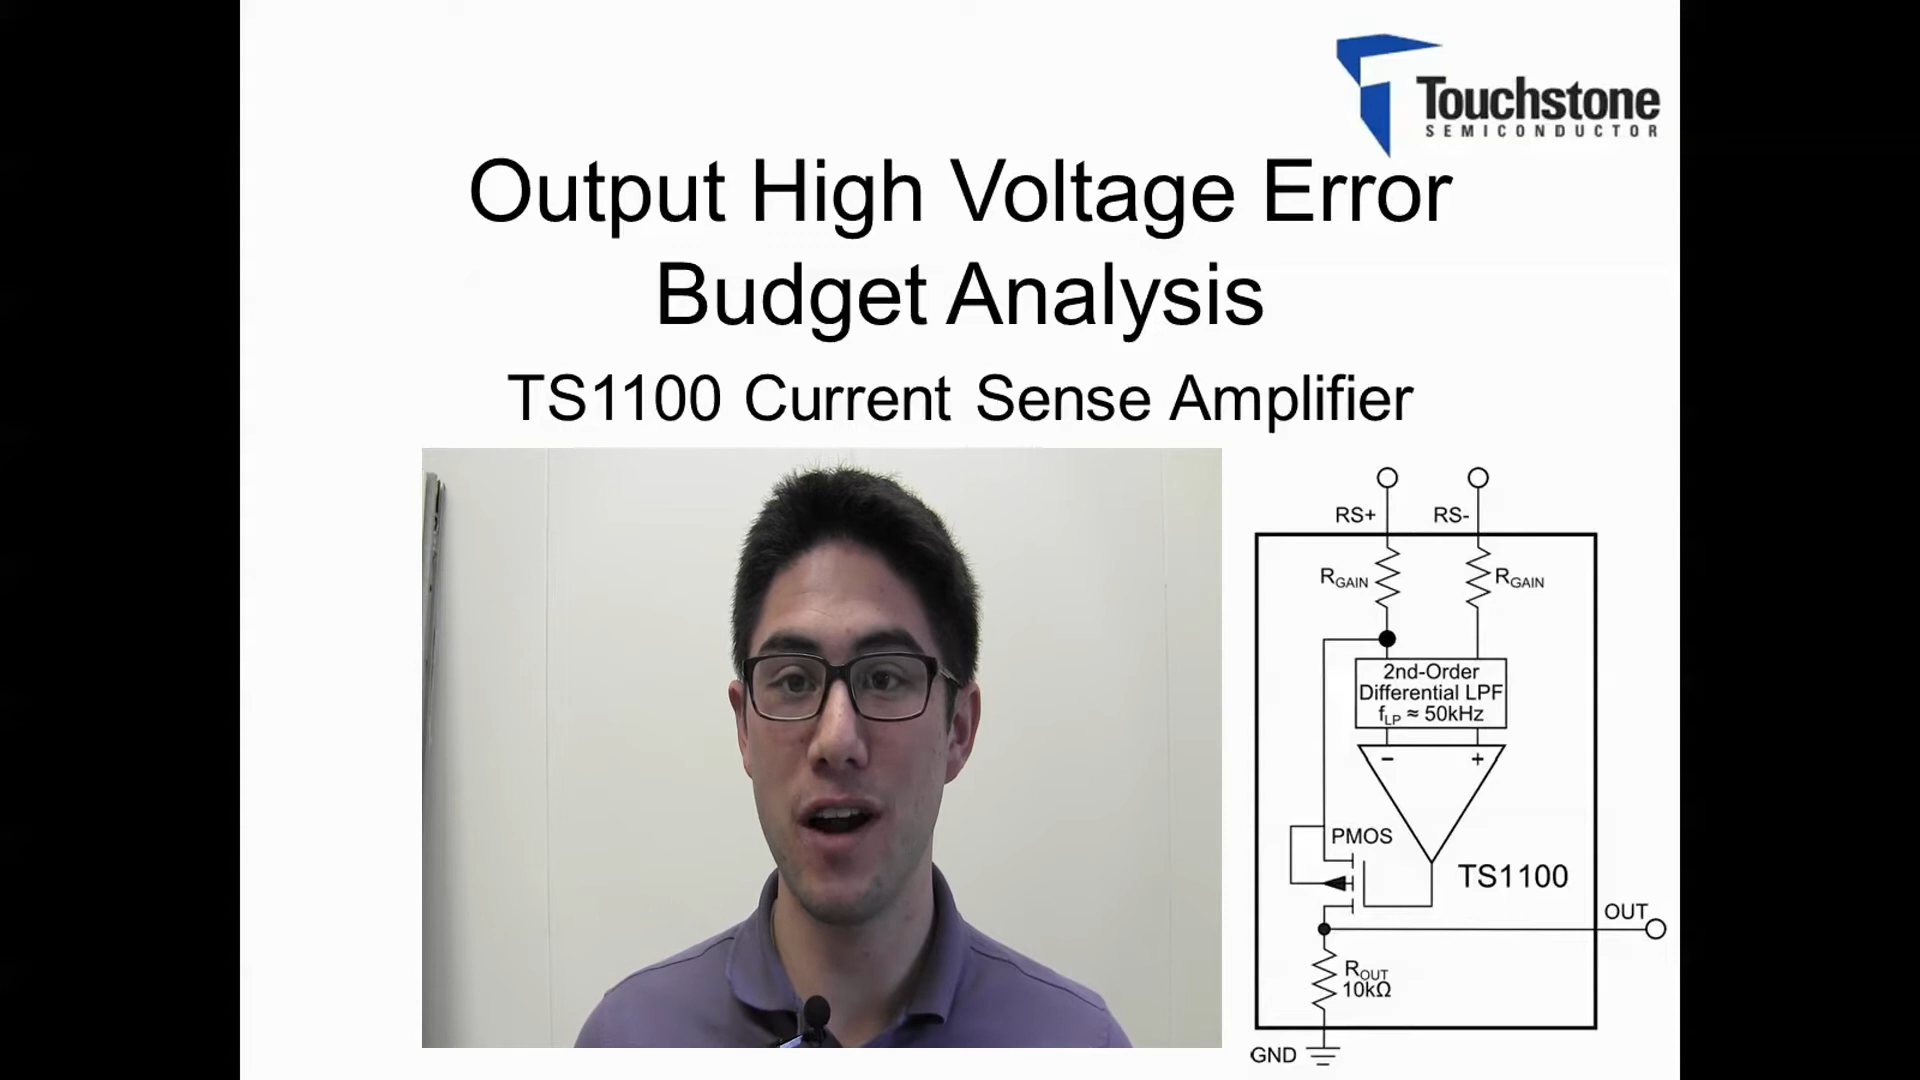 Touchstone
SEMICONDUCTOR
Output High Voltage Error
Budget Analysis
TS1100 Current Sense Amplifier
RS+ RS-
RGAIN RGAIN
2nd-Order
Differential LPF
fLP ≈ 50kHz
- +
PMOS
TS1100
OUT
ROUT
10kΩ
GND